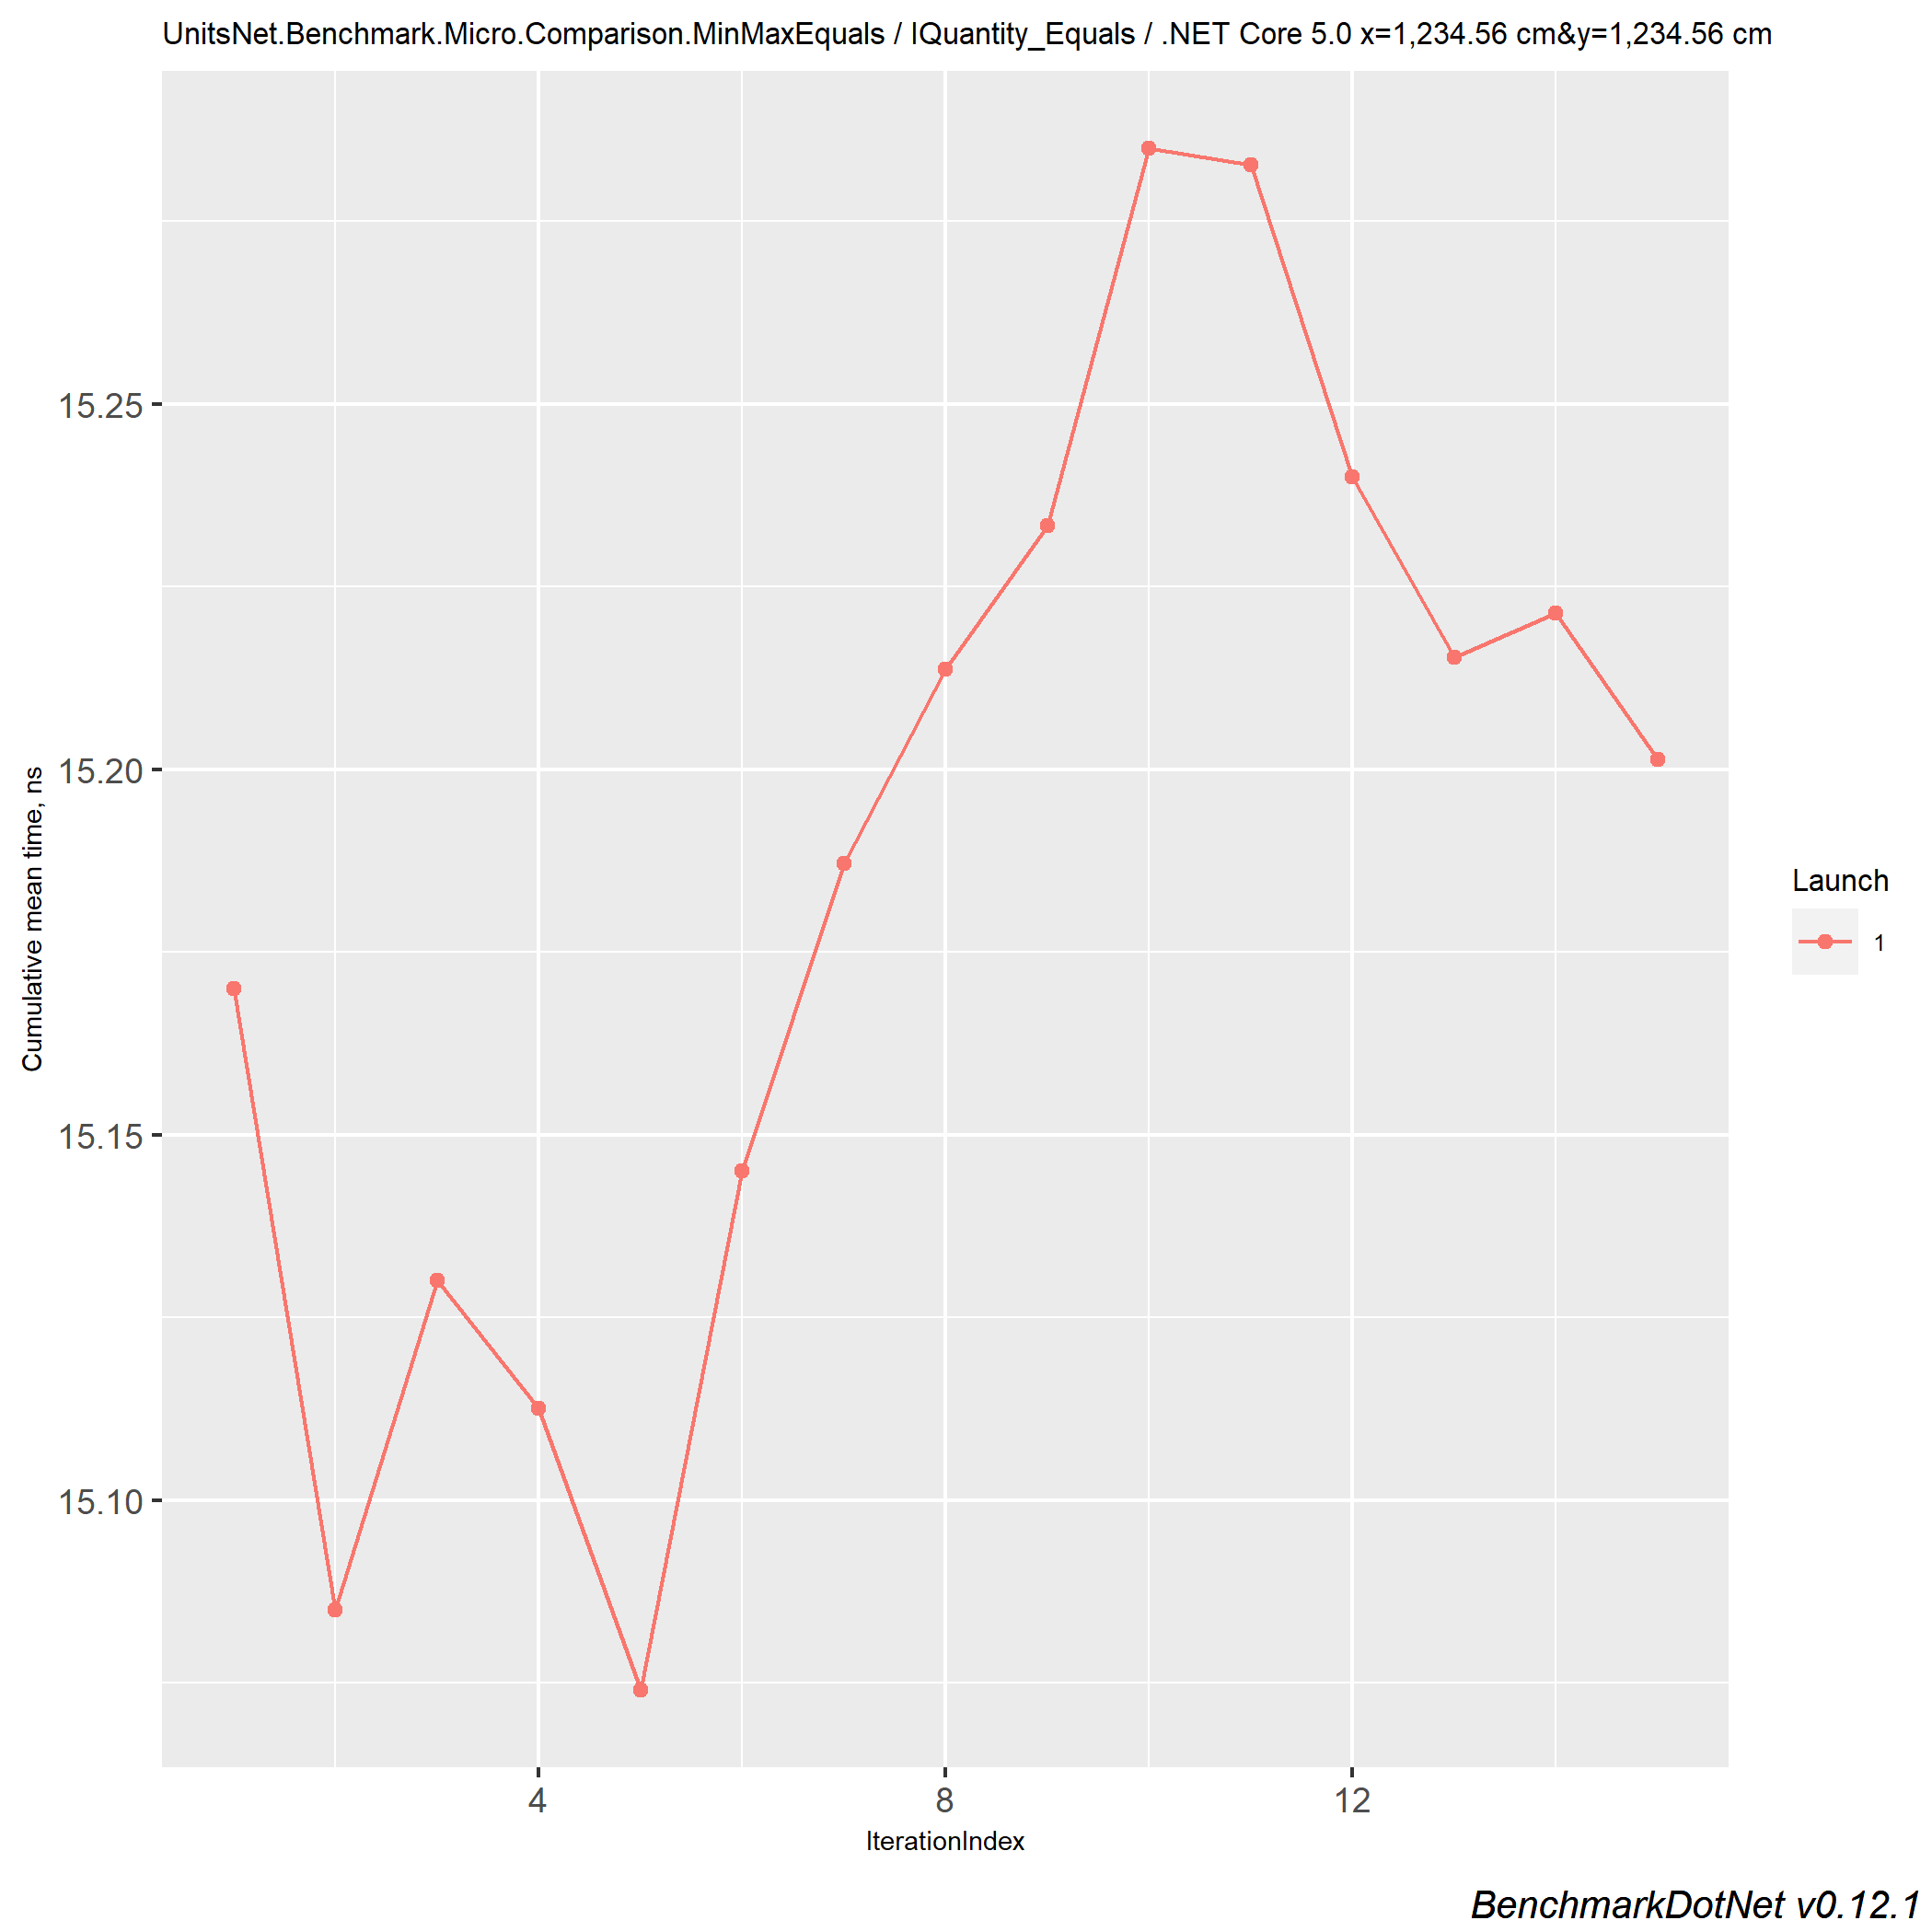 UnitsNet.Benchmark.Micro.Comparison.MinMaxEquals / IQuantity_Equals / .NET Core 5.0 x=1,234.56 cm&y=1,234.56 cm
Cumulative mean time, ns
15.25
15.20
15.15
15.10
4
8
12
IterationIndex
Launch
1
BenchmarkDotNet v0.12.1